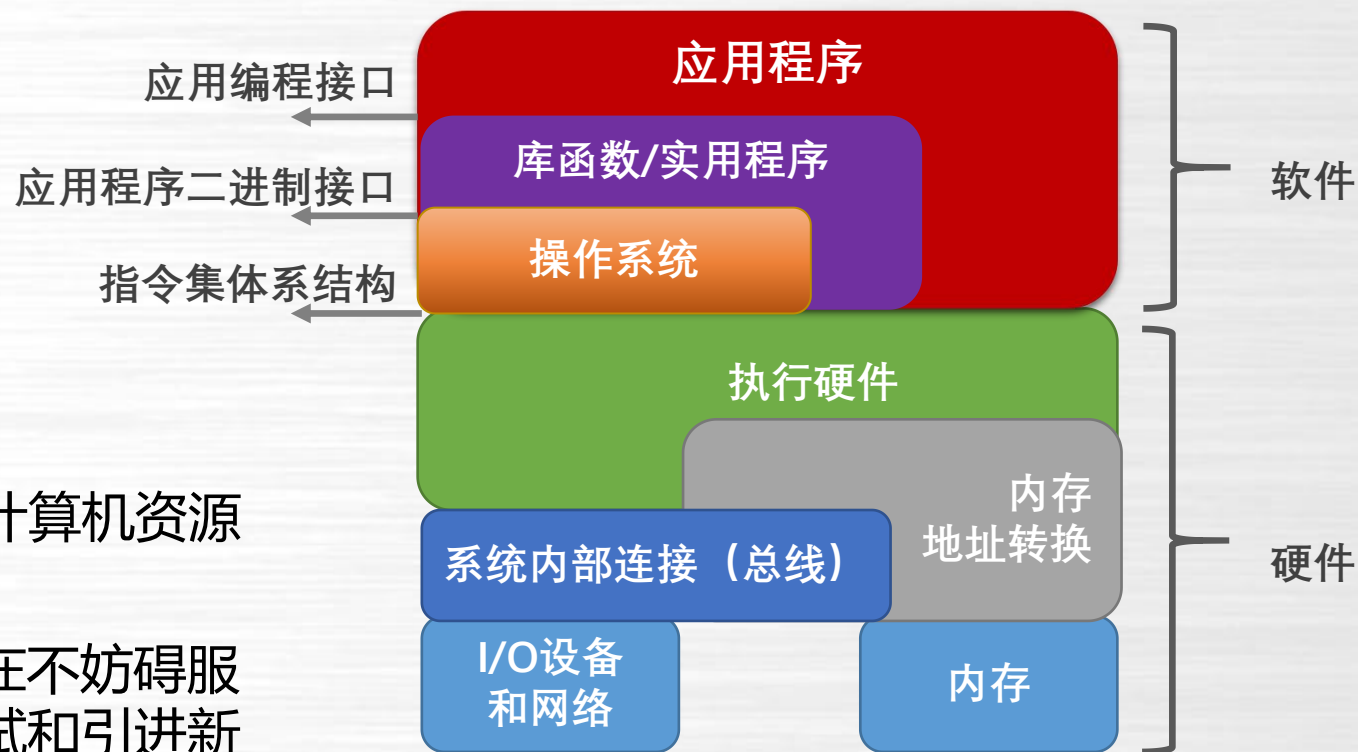 应用程序
应用编程接口
库函数/实用程序
应用程序二进制接口
软件
操作系统
指令集体系结构
执行硬件
内存
地址转换
计算机资源
系统内部连接（总线）
硬件
在不妨碍服
I/O设备
和网络
内存
试和引进新